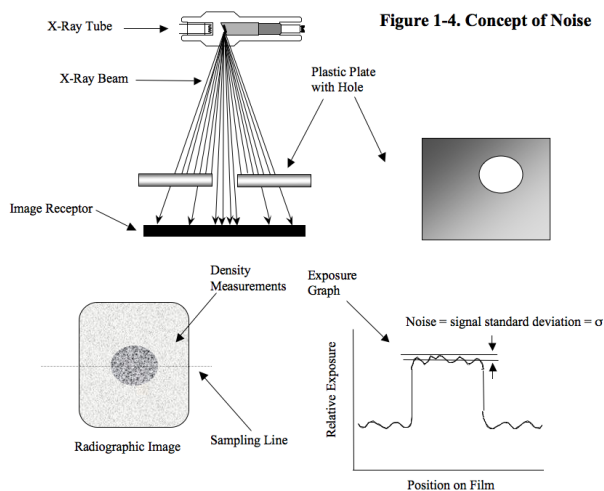 Figure 1-4. Concept of Noise
X-Ray Tube
X-Ray Beam
Plastic Plate
with Hole
Image Receptor
Density
Measurements
Exposure
Graph
Noise = signal standard deviation = σ
Relative Exposure
Sampling Line
Radiographic Image
Position on Film